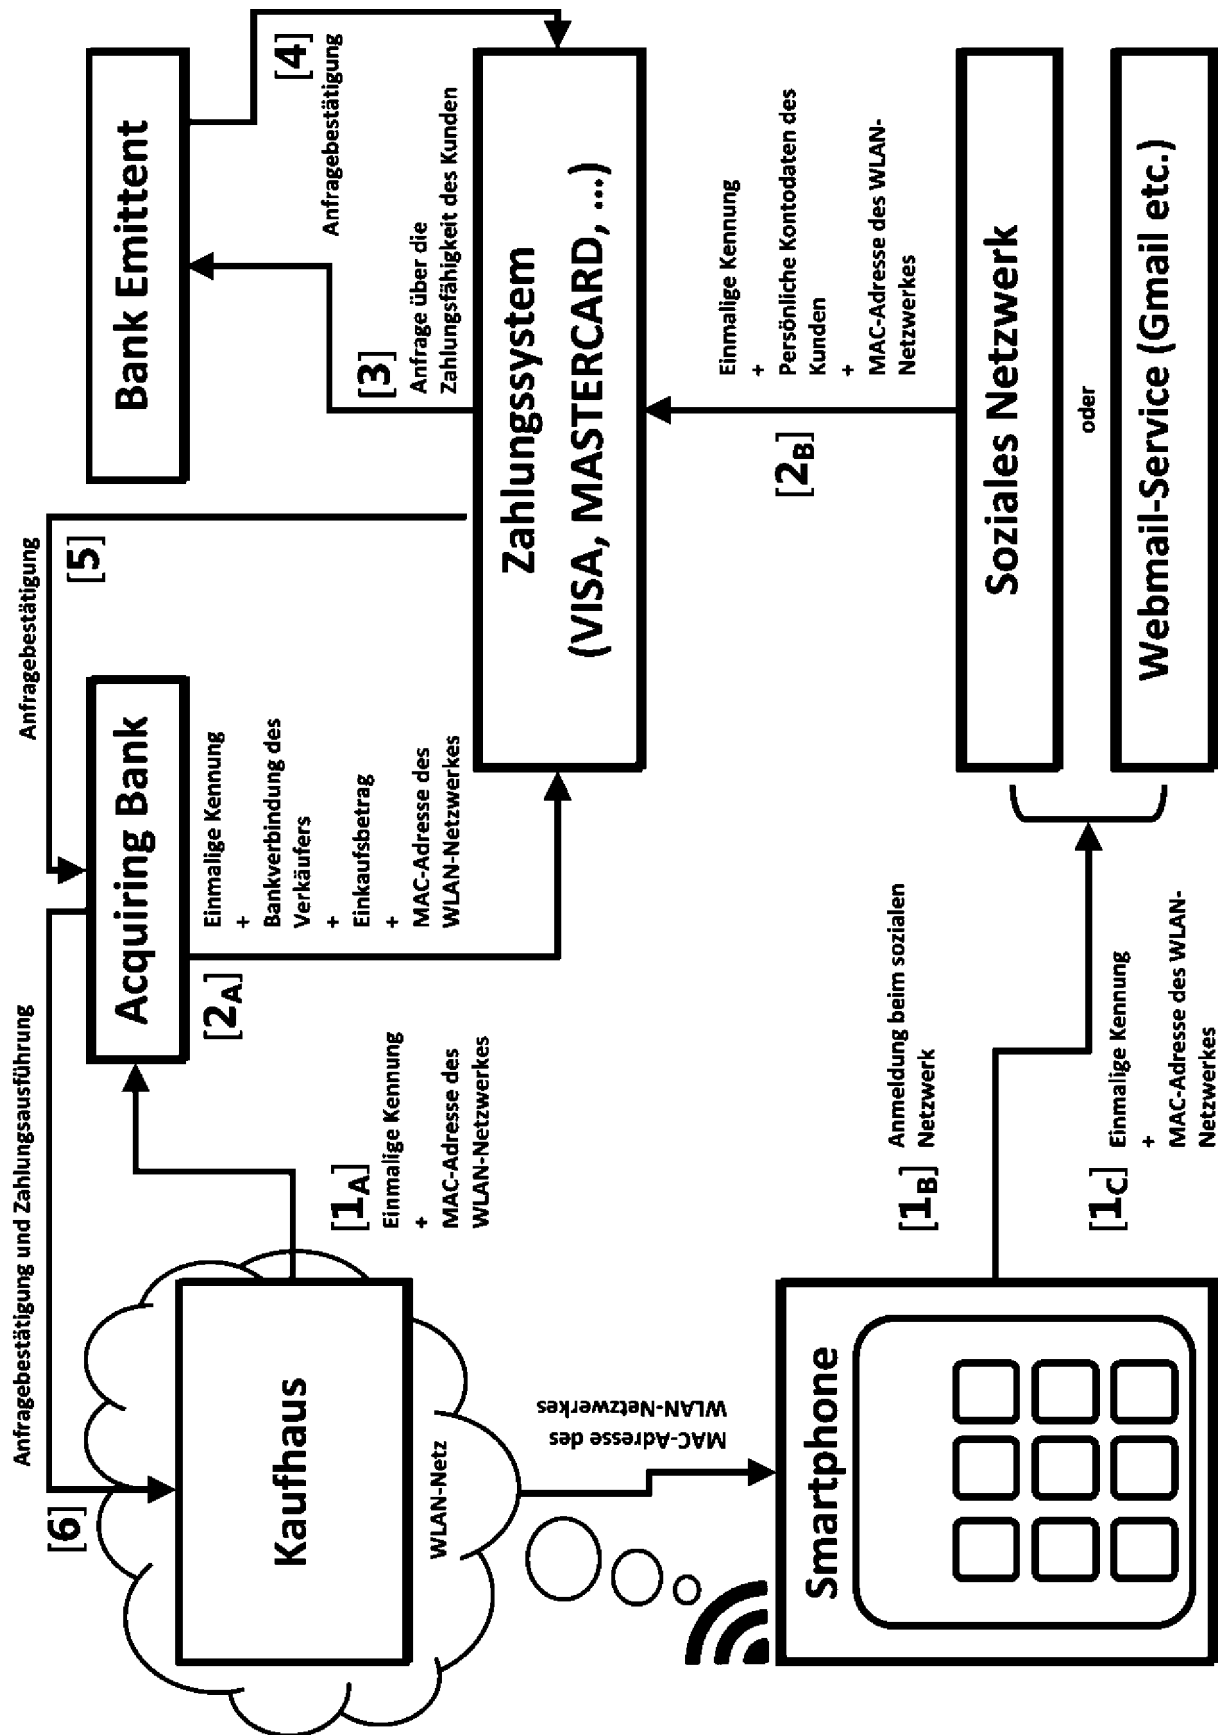 Anfragebestätigung und Zahlungsausführung
Anfragebestätigung
[6]
[5]
Kaufhaus
WLAN-Netz
Acquiring Bank
Bank Emittent
[1A]
Einmalige Kennung
+
MAC-Adresse des
WLAN-Netzwerkes
[2A]
Einmalige Kennung
+
Bankverbindung des
Verkäufers
+
Einkaufsbetrag
+
MAC-Adresse des
WLAN-Netzwerkes
[3]
Anfrage über die
Zahlungsfähigkeit des Kunden
[4]
Anfragebestätigung
Zahlungssystem
(VISA, MASTERCARD, ...)
MAC-Adresse des
WLAN-Netzwerkes
[2B]
Einmalige Kennung
+
Persönliche Kontodaten des
Kunden
+
MAC-Adresse des WLAN-
Netzwerkes
Smartphone
[1B]
Anmeldung beim sozialen
Netzwerk
[1C]
Einmalige Kennung
+
MAC-Adresse des WLAN-
Netzwerkes
Soziales Netzwerk
oder
Webmail-Service (Gmail etc.)